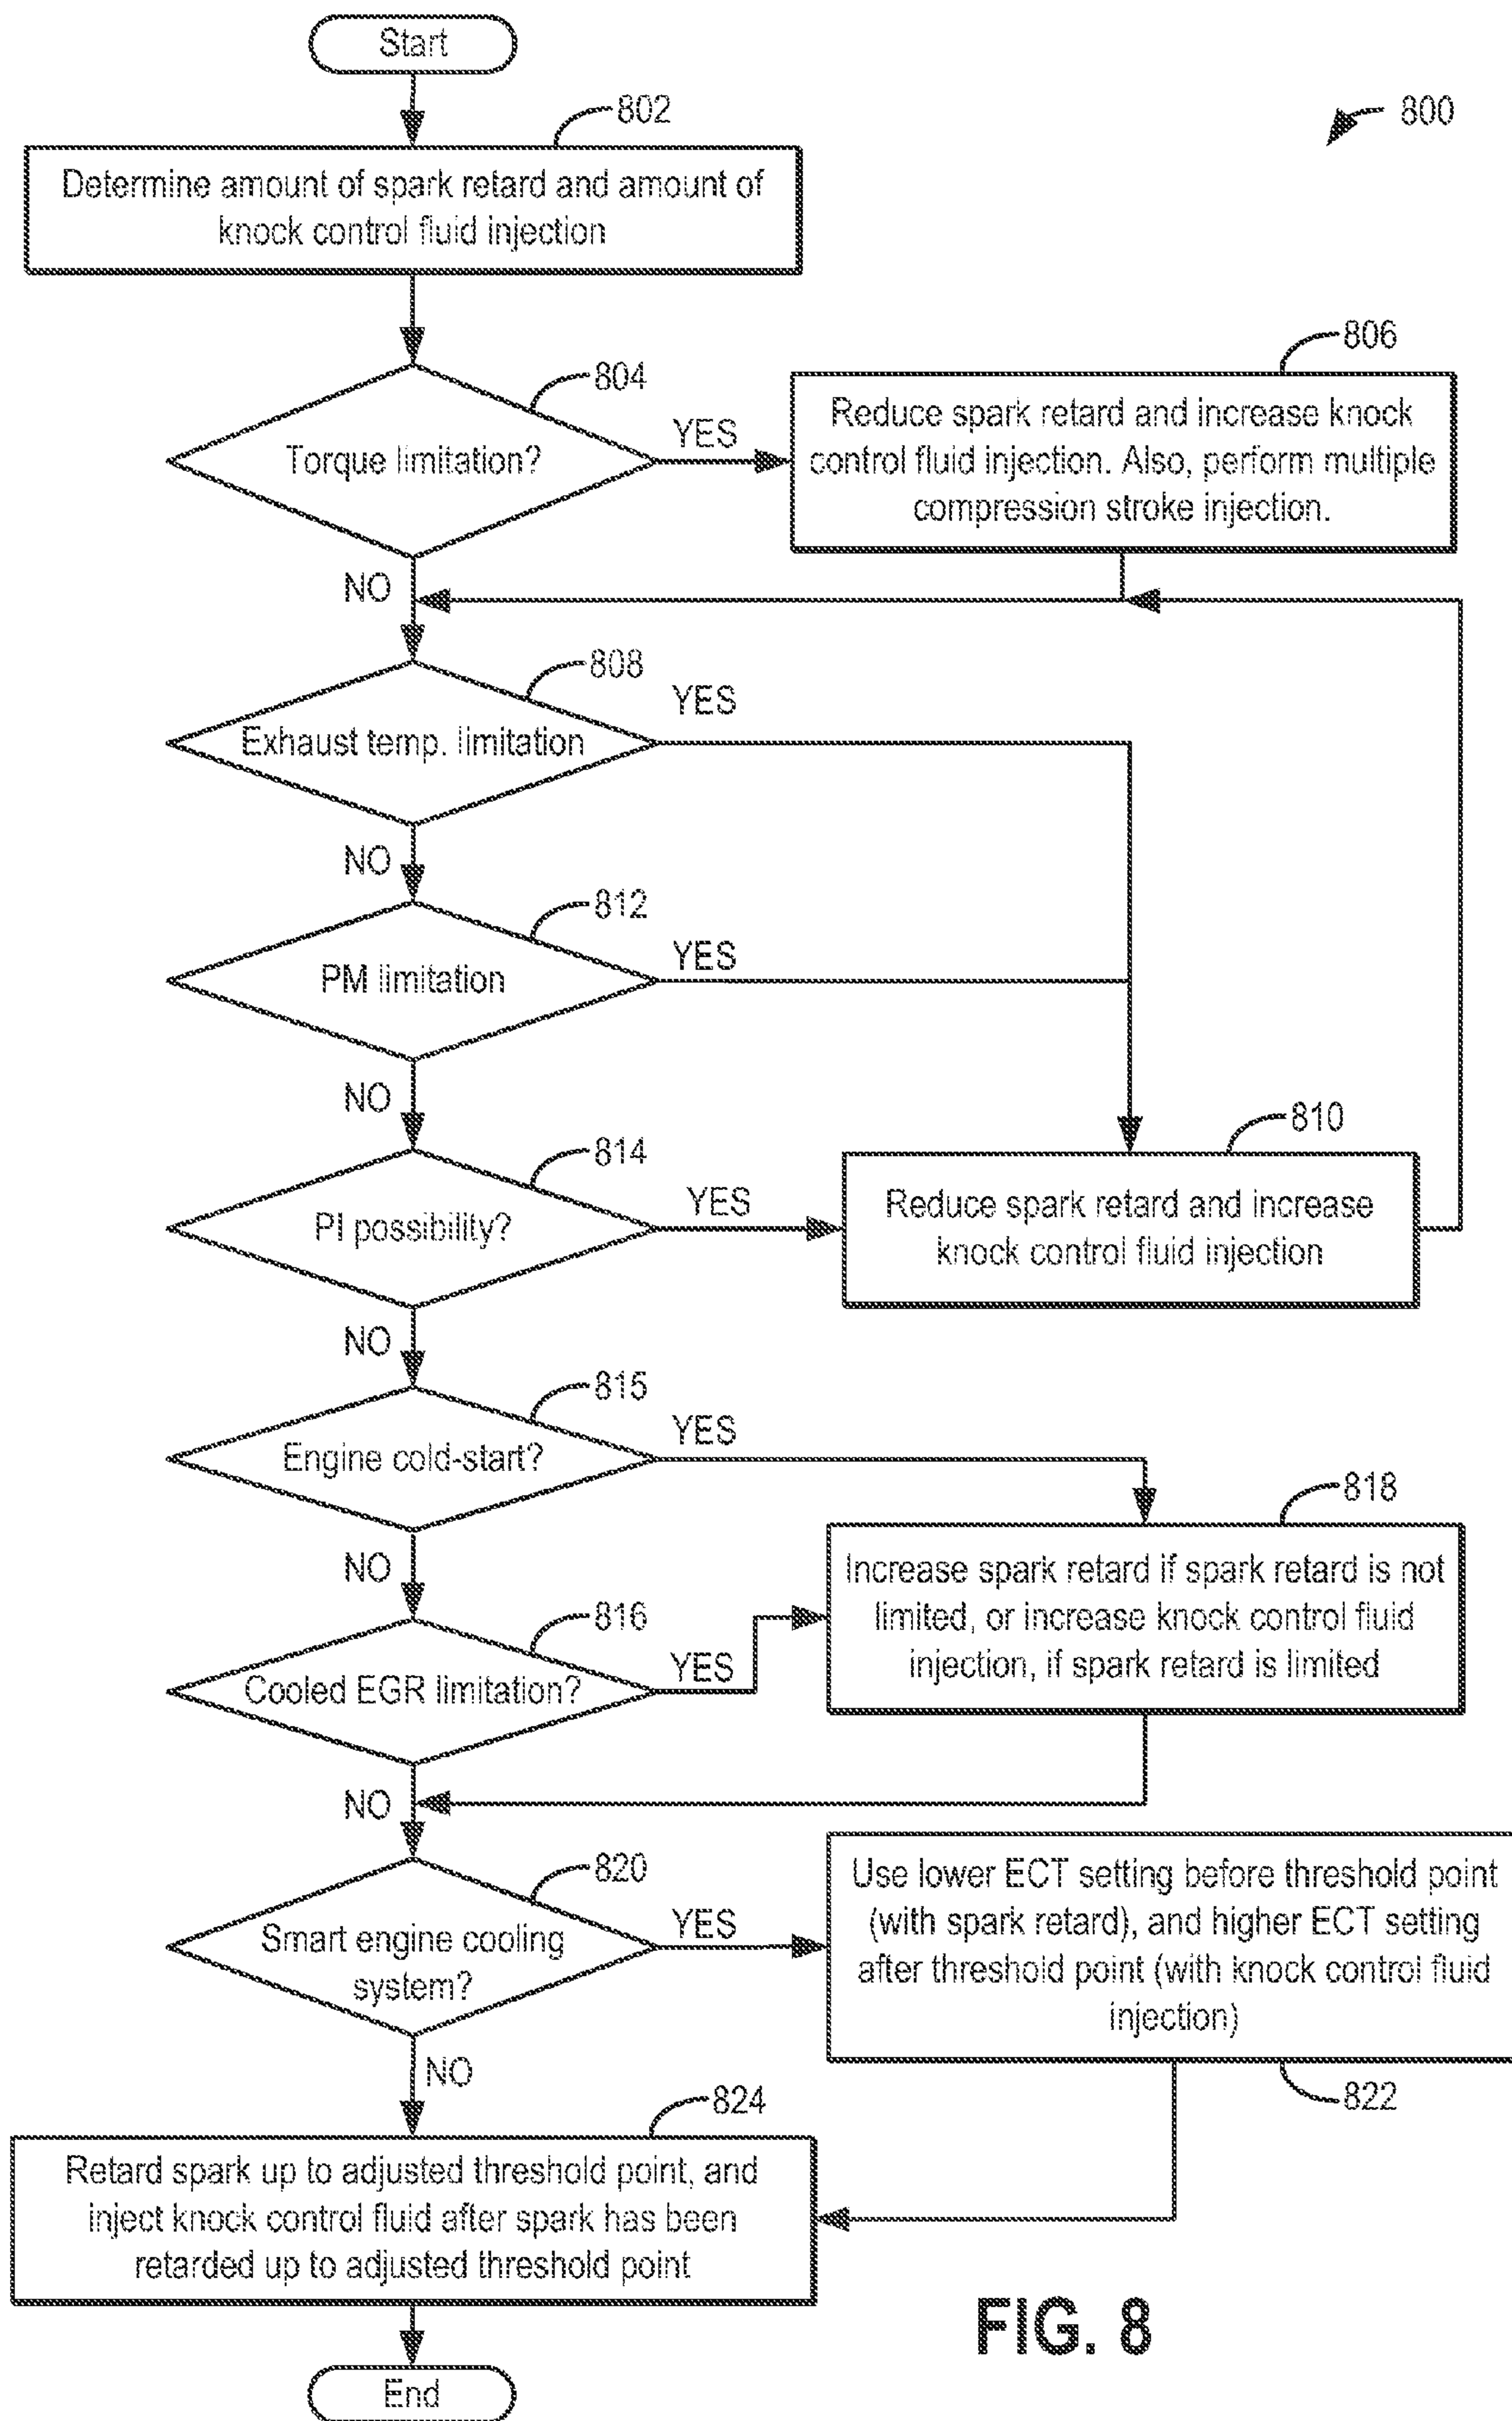 Start
802
800
Determine amount of spark retard and amount of
knock control fluid injection
804
806
Torque limitation?
YES
Reduce spark retard and increase knock
control fluid injection. Also, perform multiple
compression stroke injection.
NO
808
YES
Exhaust temp. limitation
NO
812
YES
PM limitation
NO
814
810
PI possibility?
YES
Reduce spark retard and increase
knock control fluid injection
NO
815
YES
Engine cold-start?
818
NO
Increase spark retard if spark retard is not
limited, or increase knock control fluid
injection, if spark retard is limited
816
YES
Cooled EGR limitation?
NO
820
YES
Smart engine cooling
system?
Use lower ECT setting before threshold point
(with spark retard), and higher ECT setting
after threshold point (with knock control fluid
injection)
822
NO
824
Retard spark up to adjusted threshold point, and
inject knock control fluid after spark has been
retarded up to adjusted threshold point
End
FIG. 8